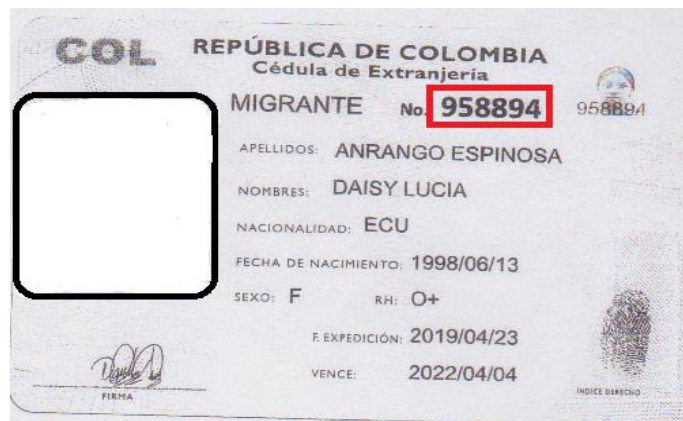 COL REPÚBLICA DE COLOMBIA
Cédula de Extranjería
MIGRANTE No. 958894 958894
APELLIDOS: ANRANGO ESPINOSA
NOMBRES: DAISY LUCIA
NACIONALIDAD: ECU
FECHA DE NACIMIENTO: 1998/06/13
SEXO: F RH: O+
F. EXPEDICIÓN: 2019/04/23
VENCE: 2022/04/04
FIRMA
INDICE DERECHO